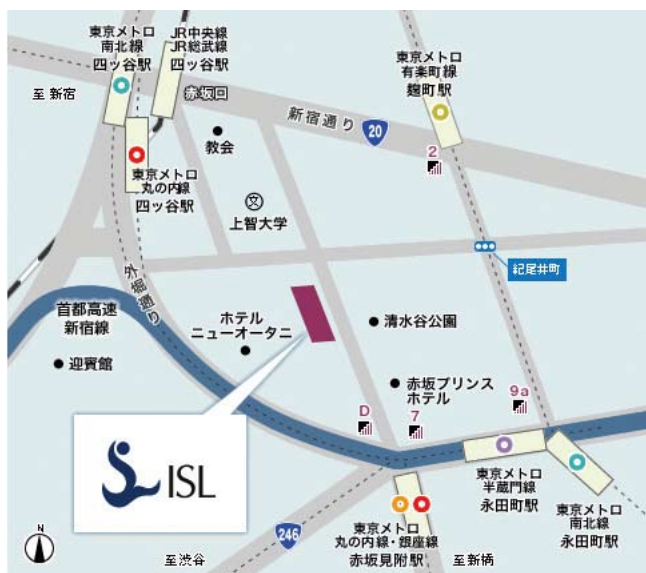 東京メトロ
南北線
四ッ谷駅
JR中央線
JR総武線
四ッ谷駅
東京メトロ
有楽町線
麹町駅
至 新宿
赤坂回
新宿通り
20
教会
2
東京メトロ
丸の内線
四ッ谷駅
文
上智大学
紀尾井町
外堀通り
首都高速
新宿線
ホテル
ニューオータニ
清水谷公園
迎賓館
赤坂プリンス
ホテル
9a
D
7
ISL
東京メトロ
半蔵門線
永田町駅
東京メトロ
南北線
永田町駅
246
東京メトロ
丸の内線・銀座線
赤坂見附駅
N
至渋谷
至新橋